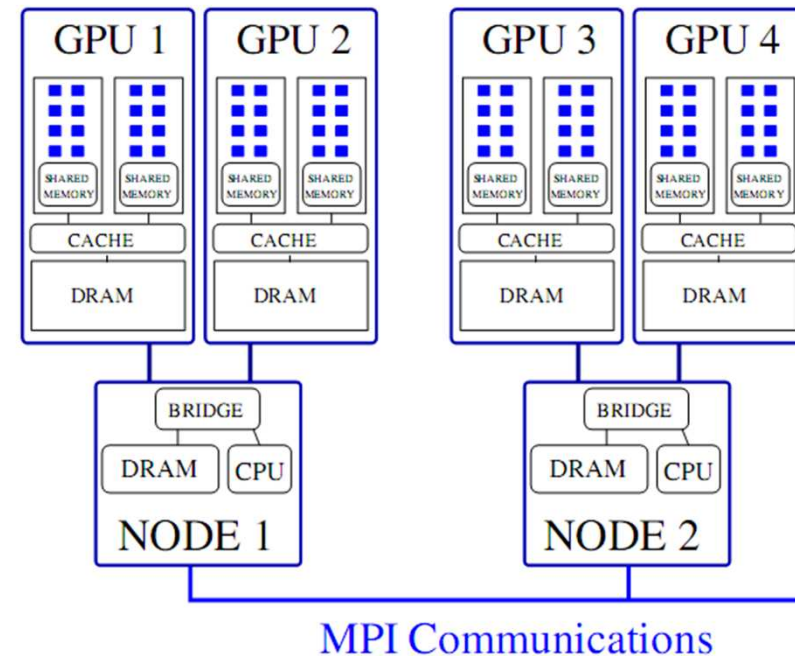 GPU 1 GPU 2 GPU 3 GPU 4
SHARED MEMORY SHARED MEMORY SHARED MEMORY SHARED MEMORY SHARED MEMORY SHARED MEMORY SHARED MEMORY SHARED MEMORY
CACHE CACHE CACHE CACHE
DRAM DRAM DRAM DRAM
BRIDGE BRIDGE
DRAM CPU DRAM CPU
NODE 1 NODE 2
MPI Communications